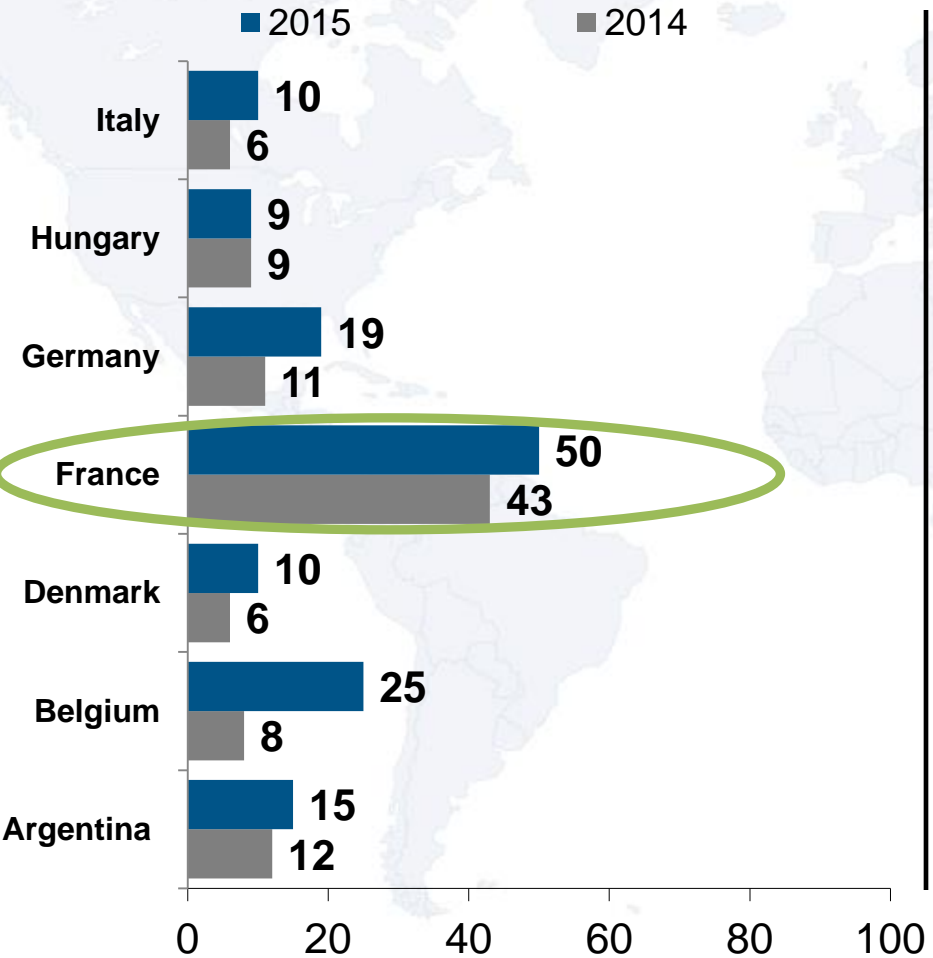 2015 2014
Italy 10
6
Hungary 9
9
Germany 19
11
France 50
43
Denmark 10
6
Belgium 25
8
Argentina 15
12
0 20 40 60 80 100